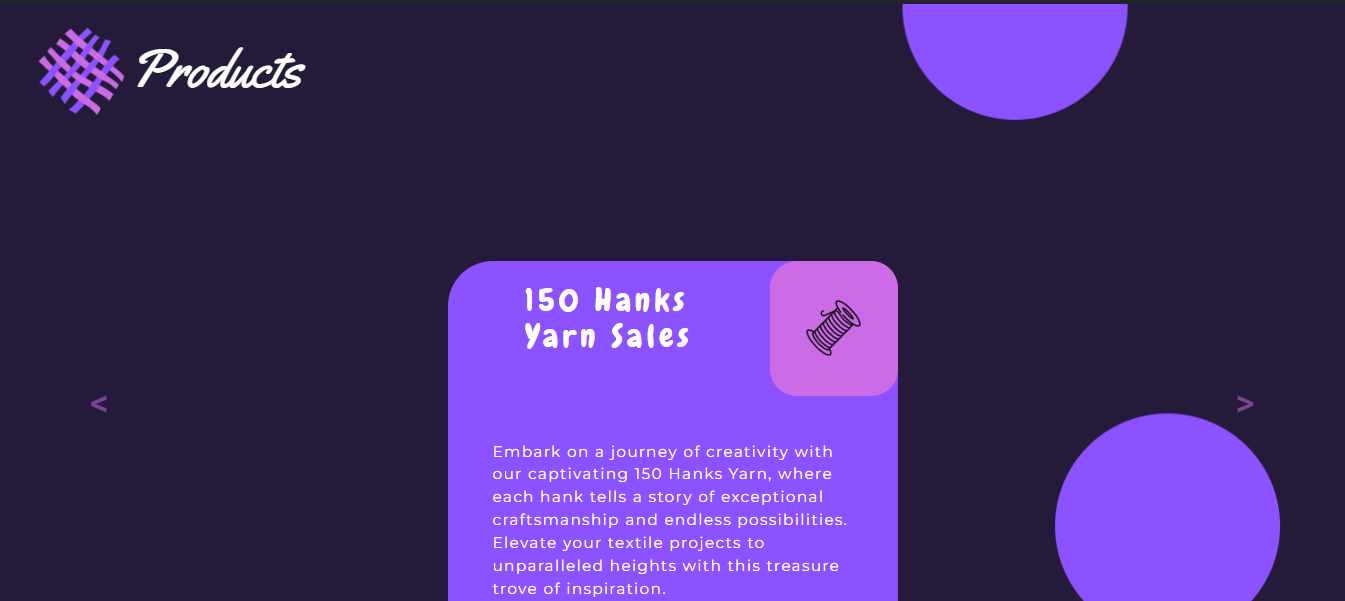 Products
150 Hanks
Yarn Sales
<
>
Embark on a journey of creativity with
our captivating 150 Hanks Yarn, where
each hank tells a story of exceptional
craftsmanship and endless possibilities.
Elevate your textile projects to
unparalleled heights with this treasure
trove of inspiration.